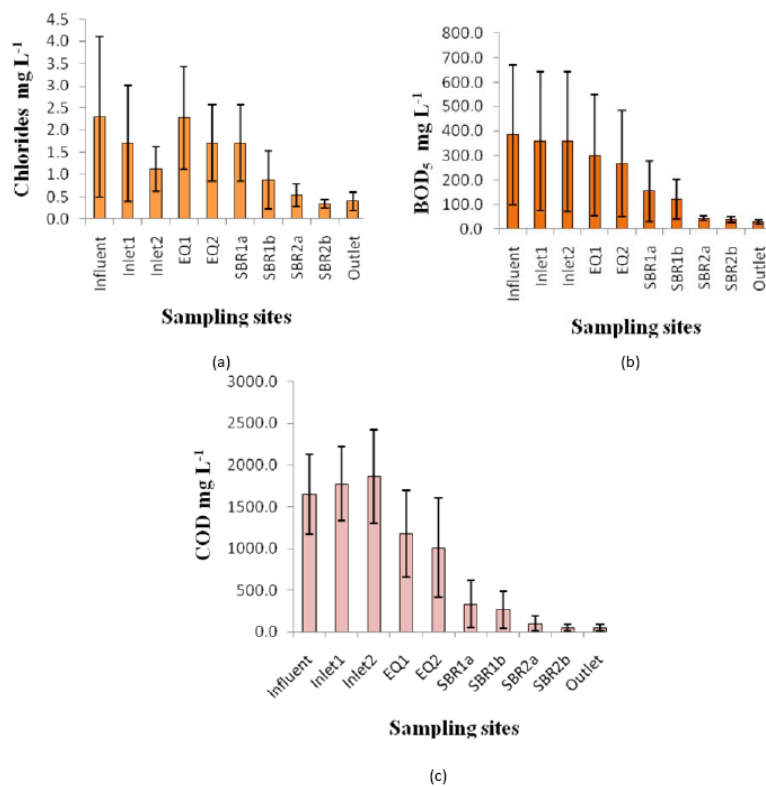 Chlorides mg L⁻¹
4.5
4.0
3.5
3.0
2.5
2.0
1.5
1.0
0.5
0.0
Influent
Inlet1
Inlet2
EQ1
EQ2
SBR1a
SBR1b
SBR2a
SBR2b
Outlet
Sampling sites
(a)
BOD₅ mg L⁻¹
800.0
700.0
600.0
500.0
400.0
300.0
200.0
100.0
0.0
Influent
Inlet1
Inlet2
EQ1
EQ2
SBR1a
SBR1b
SBR2a
SBR2b
Outlet
Sampling sites
(b)
COD mg L⁻¹
3000.0
2500.0
2000.0
1500.0
1000.0
500.0
0.0
Influent
Inlet1
Inlet2
EQ1
EQ2
SBR1a
SBR1b
SBR2a
SBR2b
Outlet
Sampling sites
(c)